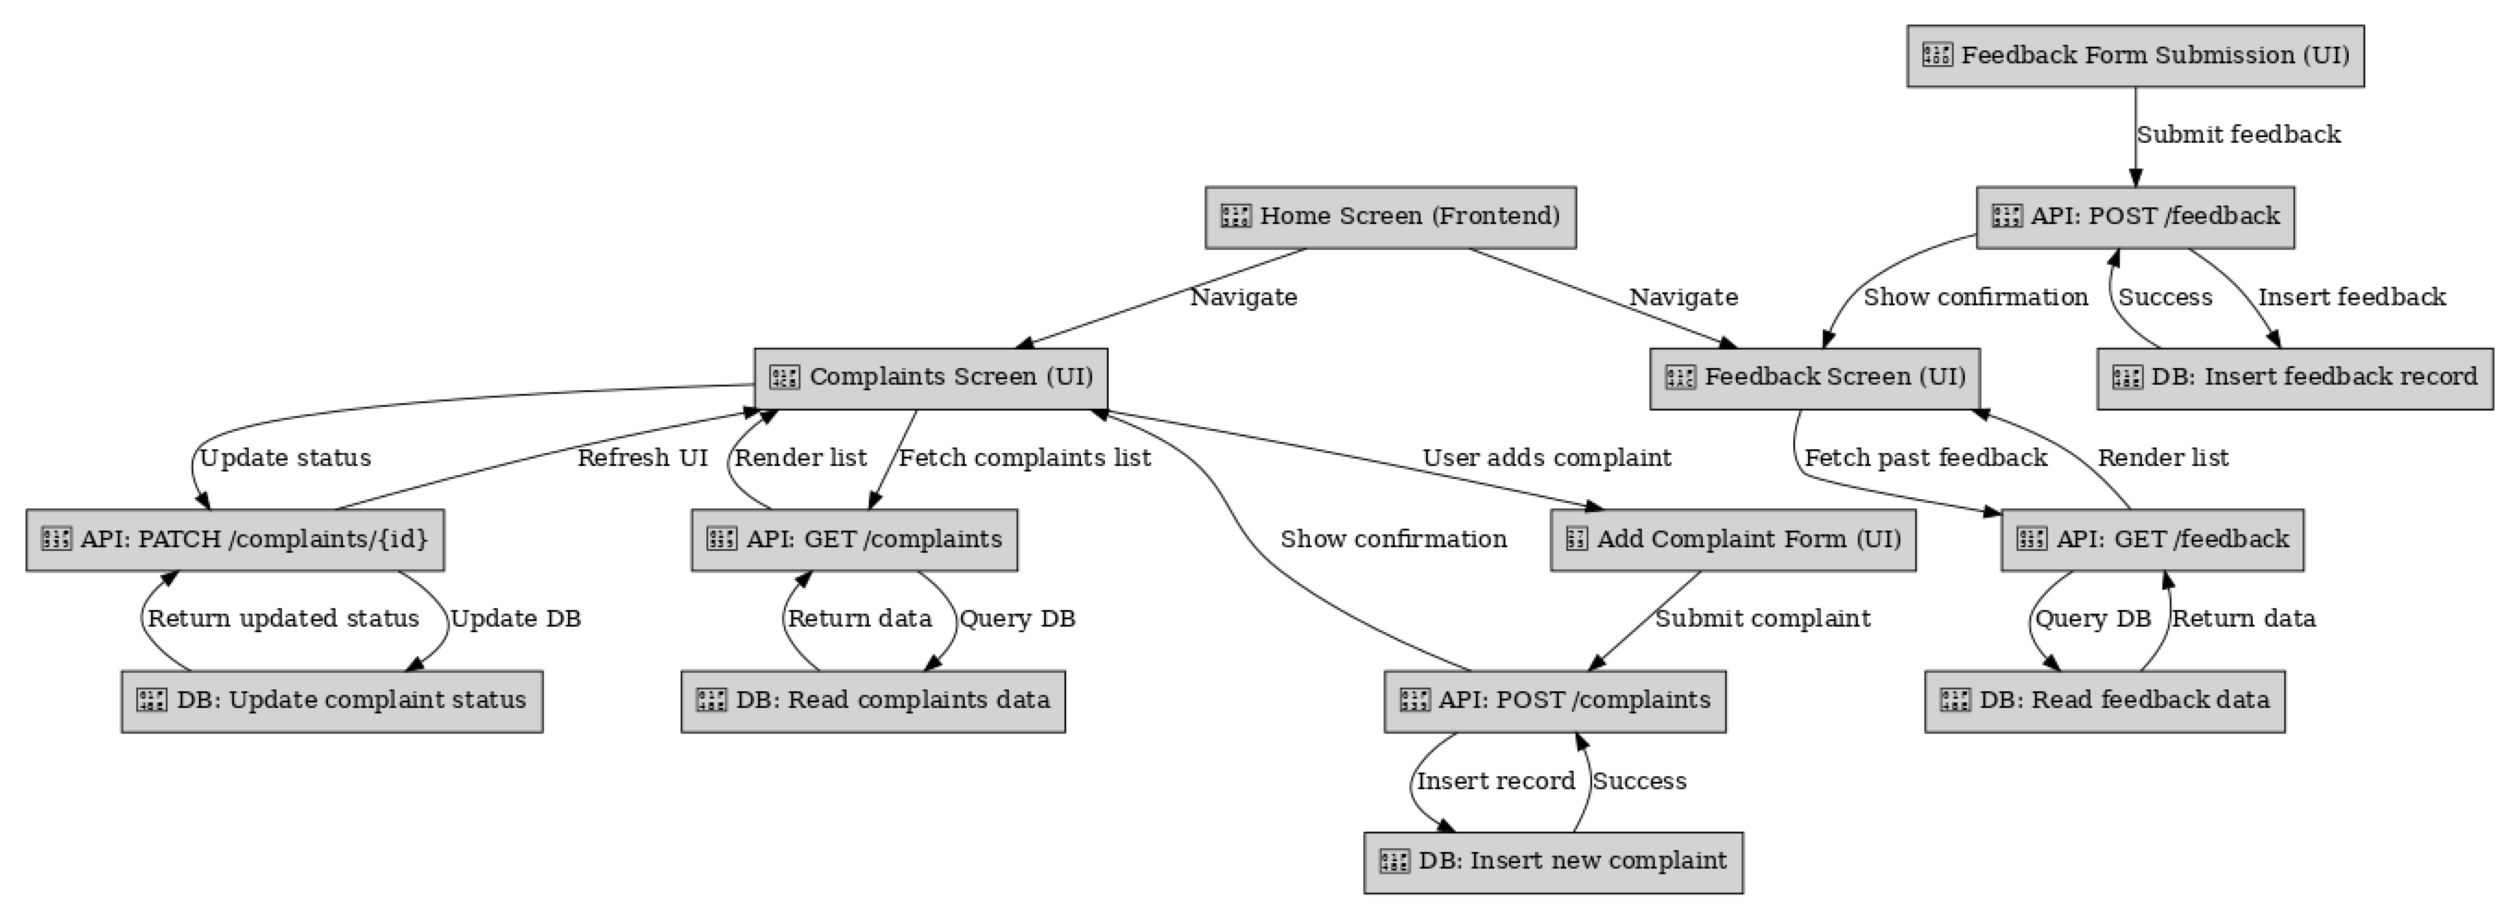 Feedback Form Submission (UI)
Submit feedback
Home Screen (Frontend)
API: POST /feedback
Navigate
Navigate
Show confirmation
Success
Insert feedback
Complaints Screen (UI)
Feedback Screen (UI)
DB: Insert feedback record
Update status
Refresh UI
Render list
Fetch complaints list
User adds complaint
Fetch past feedback
Render list
API: PATCH /complaints/{id}
API: GET /complaints
Show confirmation
Add Complaint Form (UI)
API: GET /feedback
Return updated status
Update DB
Return data
Query DB
Submit complaint
Query DB
Return data
DB: Update complaint status
DB: Read complaints data
API: POST /complaints
DB: Read feedback data
Insert record
Success
DB: Insert new complaint